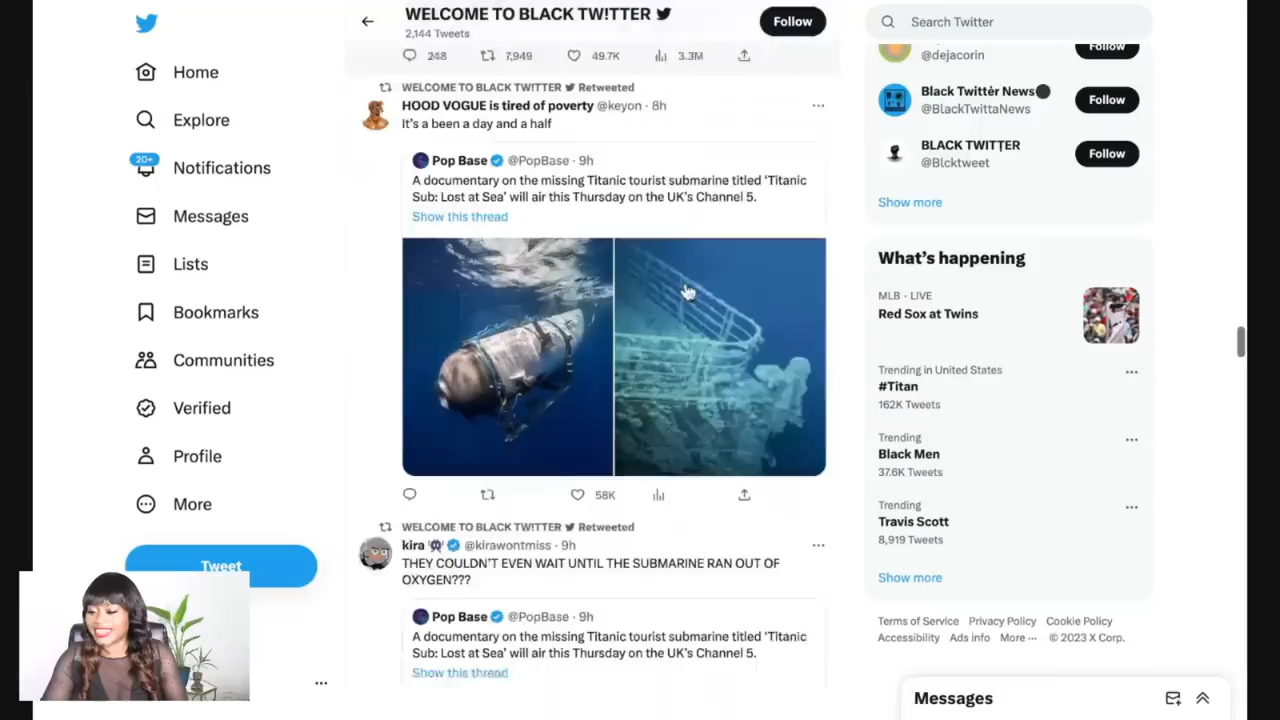 Home
Explore
20+
Notifications
Messages
Lists
Bookmarks
Communities
Verified
Profile
More
Tweet
WELCOME TO BLACK TW!TTER
2,144 Tweets
Follow
248
7,949
49.7K
3.3M
WELCOME TO BLACK TW!TTER Retweeted
HOOD VOGUE is tired of poverty @keyon · 8h
It's a been a day and a half
Pop Base @PopBase · 9h
A documentary on the missing Titanic tourist submarine titled 'Titanic
Sub: Lost at Sea' will air this Thursday on the UK's Channel 5.
Show this thread
58K
WELCOME TO BLACK TW!TTER Retweeted
kira @kirawontmiss · 9h
THEY COULDN'T EVEN WAIT UNTIL THE SUBMARINE RAN OUT OF
OXYGEN???
Pop Base @PopBase · 9h
A documentary on the missing Titanic tourist submarine titled 'Titanic
Sub: Lost at Sea' will air this Thursday on the UK's Channel 5.
Show this thread
Search Twitter
@dejacorin
Follow
Black Twittėr News
@BlackTwittaNews
Follow
BLACK TWITTER
@Blcktweet
Follow
Show more
What's happening
MLB · LIVE
Red Sox at Twins
Trending in United States
#Titan
162K Tweets
Trending
Black Men
37.6K Tweets
Trending
Travis Scott
8,919 Tweets
Show more
Terms of Service Privacy Policy Cookie Policy
Accessibility Ads info More ··· © 2023 X Corp.
Messages